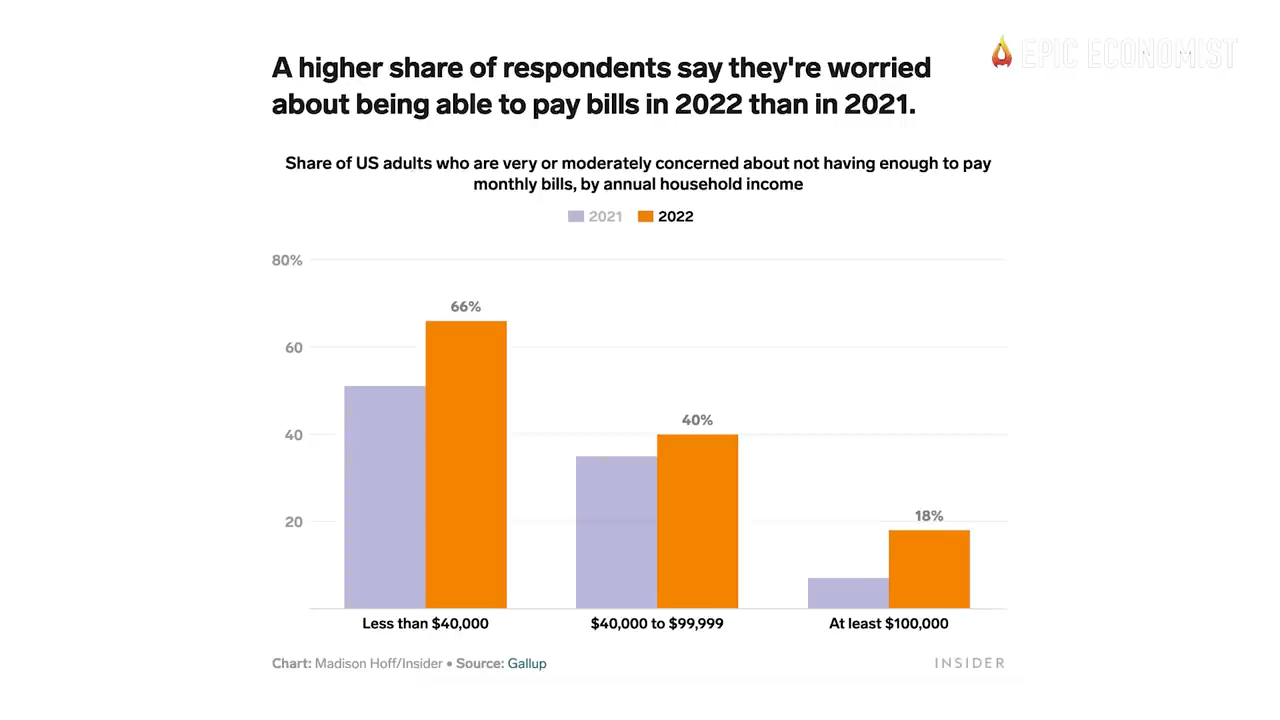 EPIC ECONOMIST
A higher share of respondents say they're worried
about being able to pay bills in 2022 than in 2021.
Share of US adults who are very or moderately concerned about not having enough to pay
monthly bills, by annual household income
2021 2022
80%
66%
60
40%
40
18%
20
Less than $40,000 $40,000 to $99,999 At least $100,000
Chart: Madison Hoff/Insider • Source: Gallup INSIDER